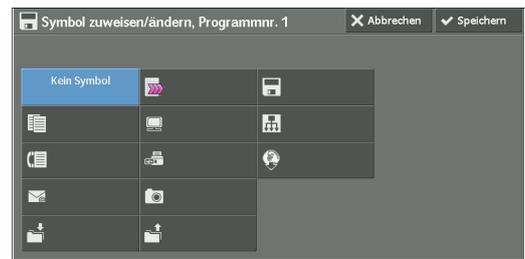 Symbol zuweisen/ändern, Programmnr. 1
Abbrechen
Speichern
Kein Symbol